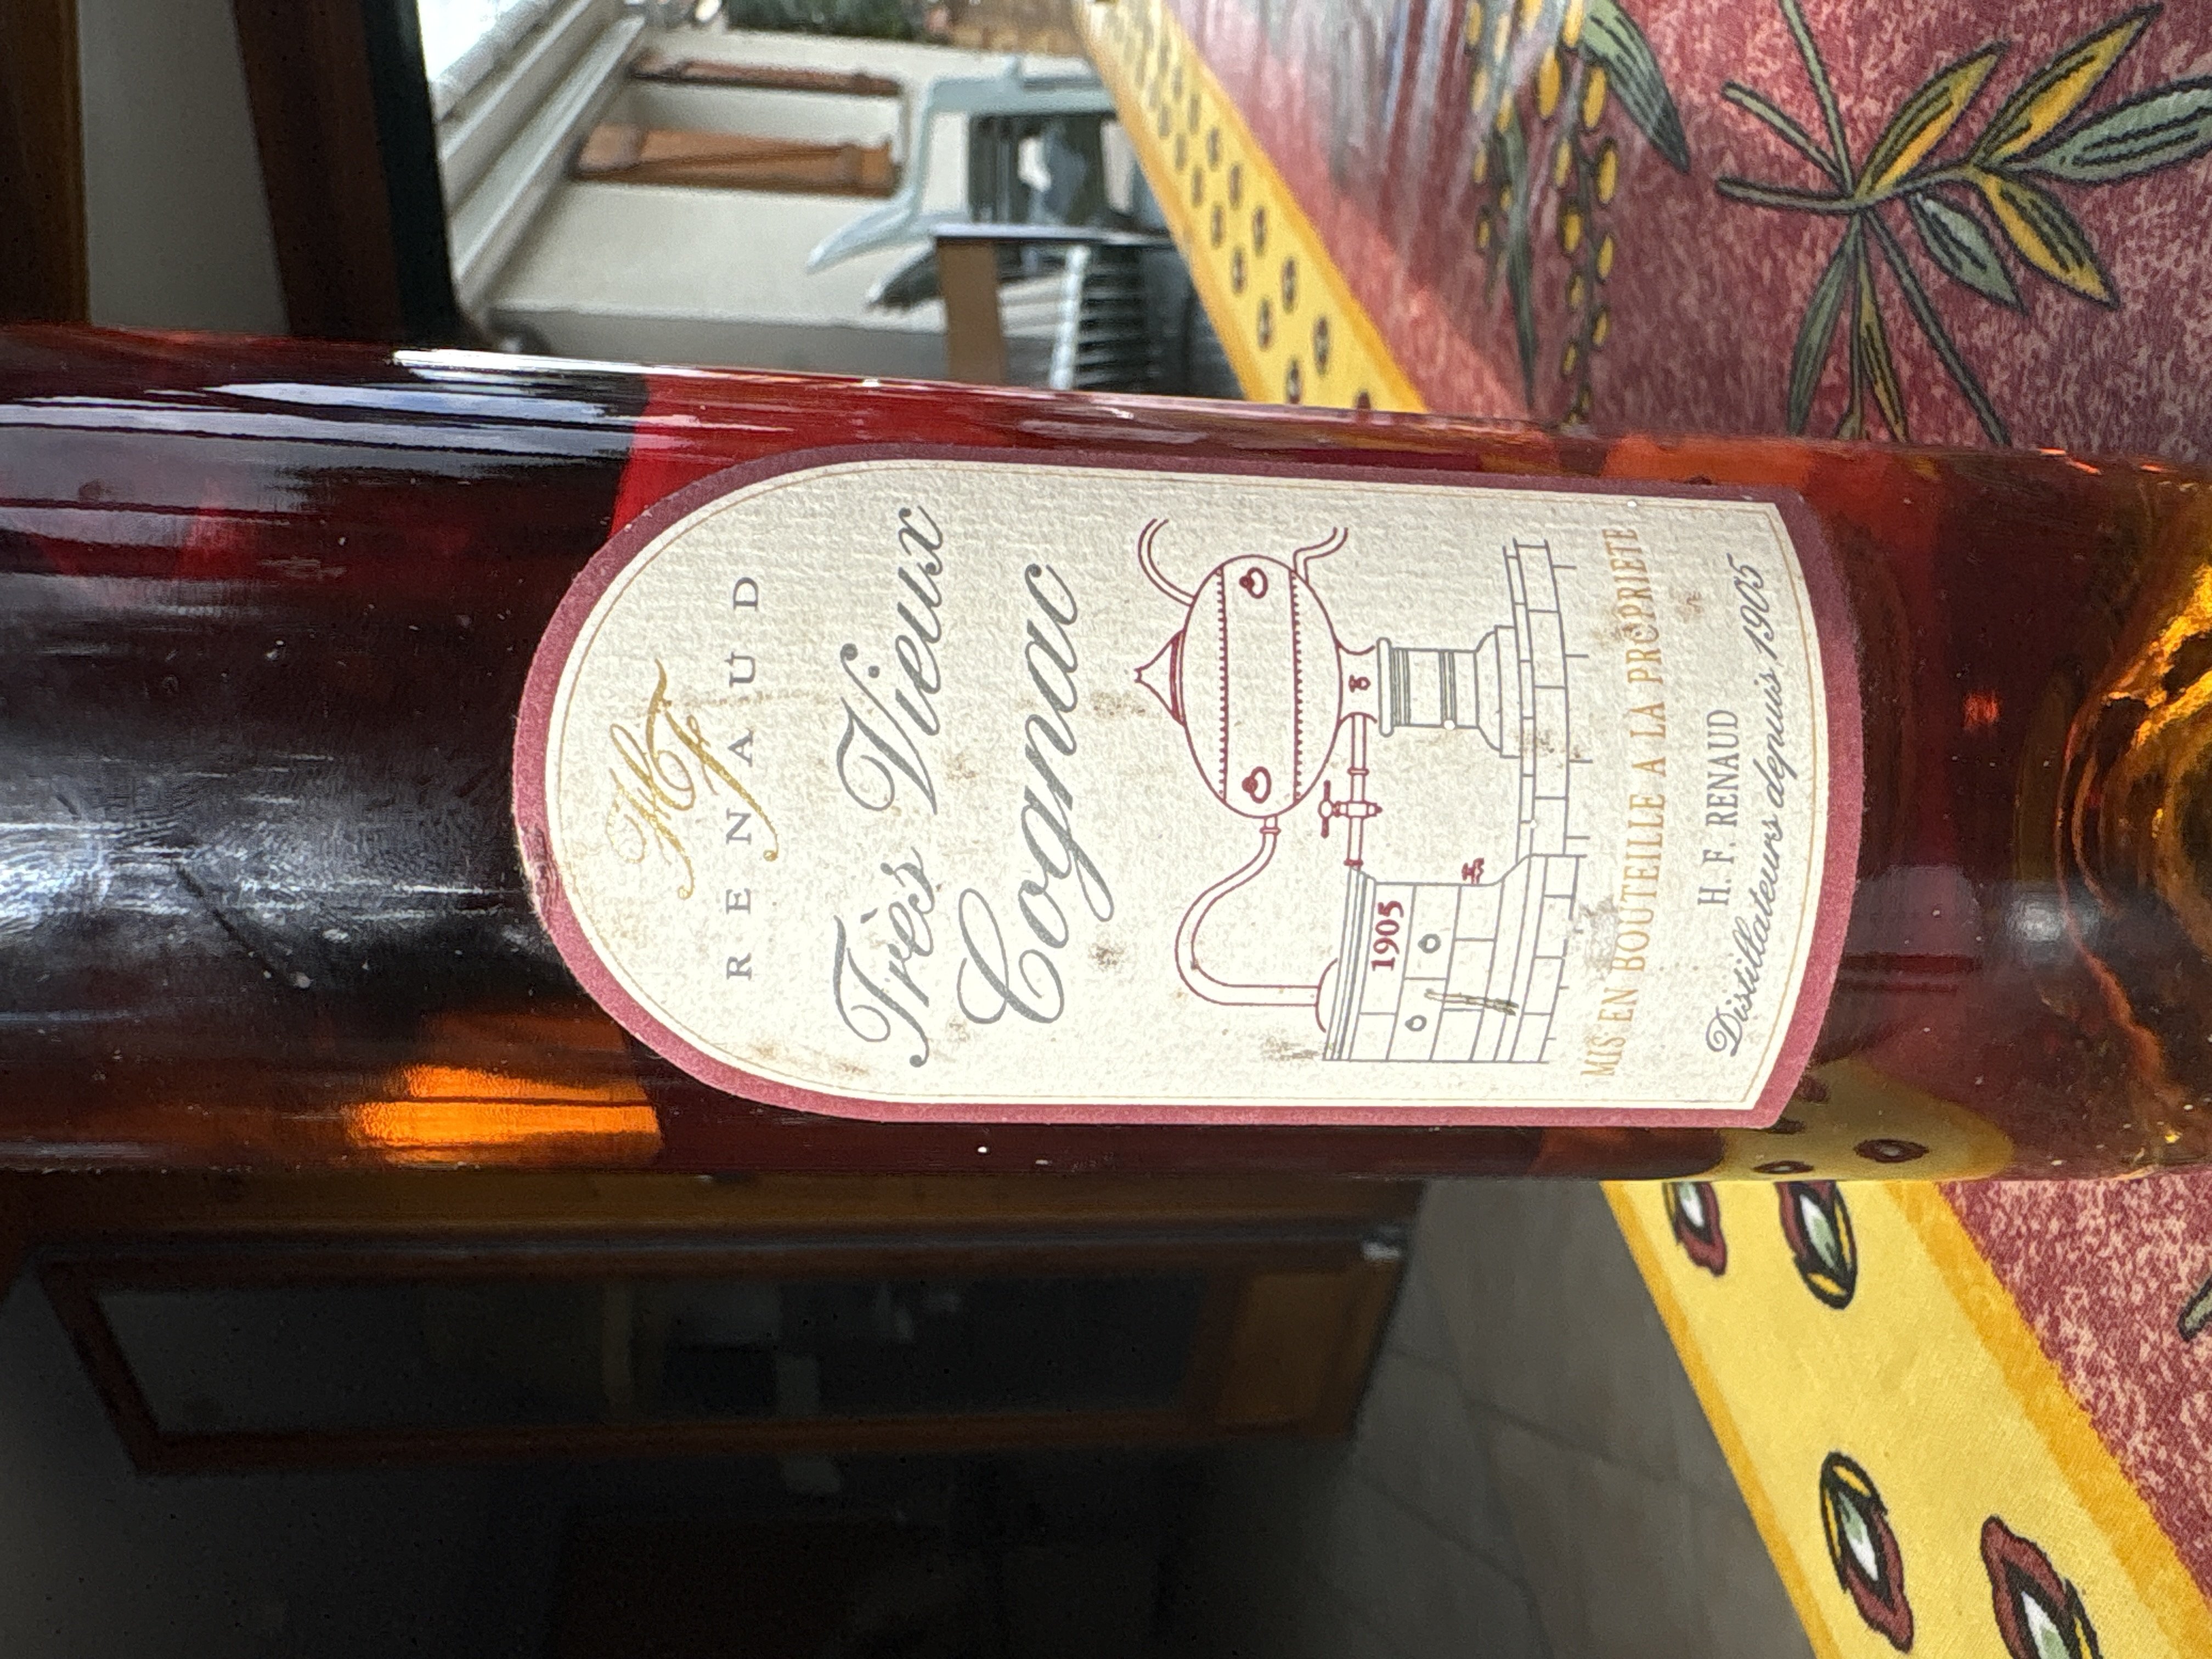 HF
RENAUD
Très Vieux
Cognac
1905
MIS EN BOUTEILLE A LA PROPRIETE
H. F. RENAUD
Distillateurs depuis 1905